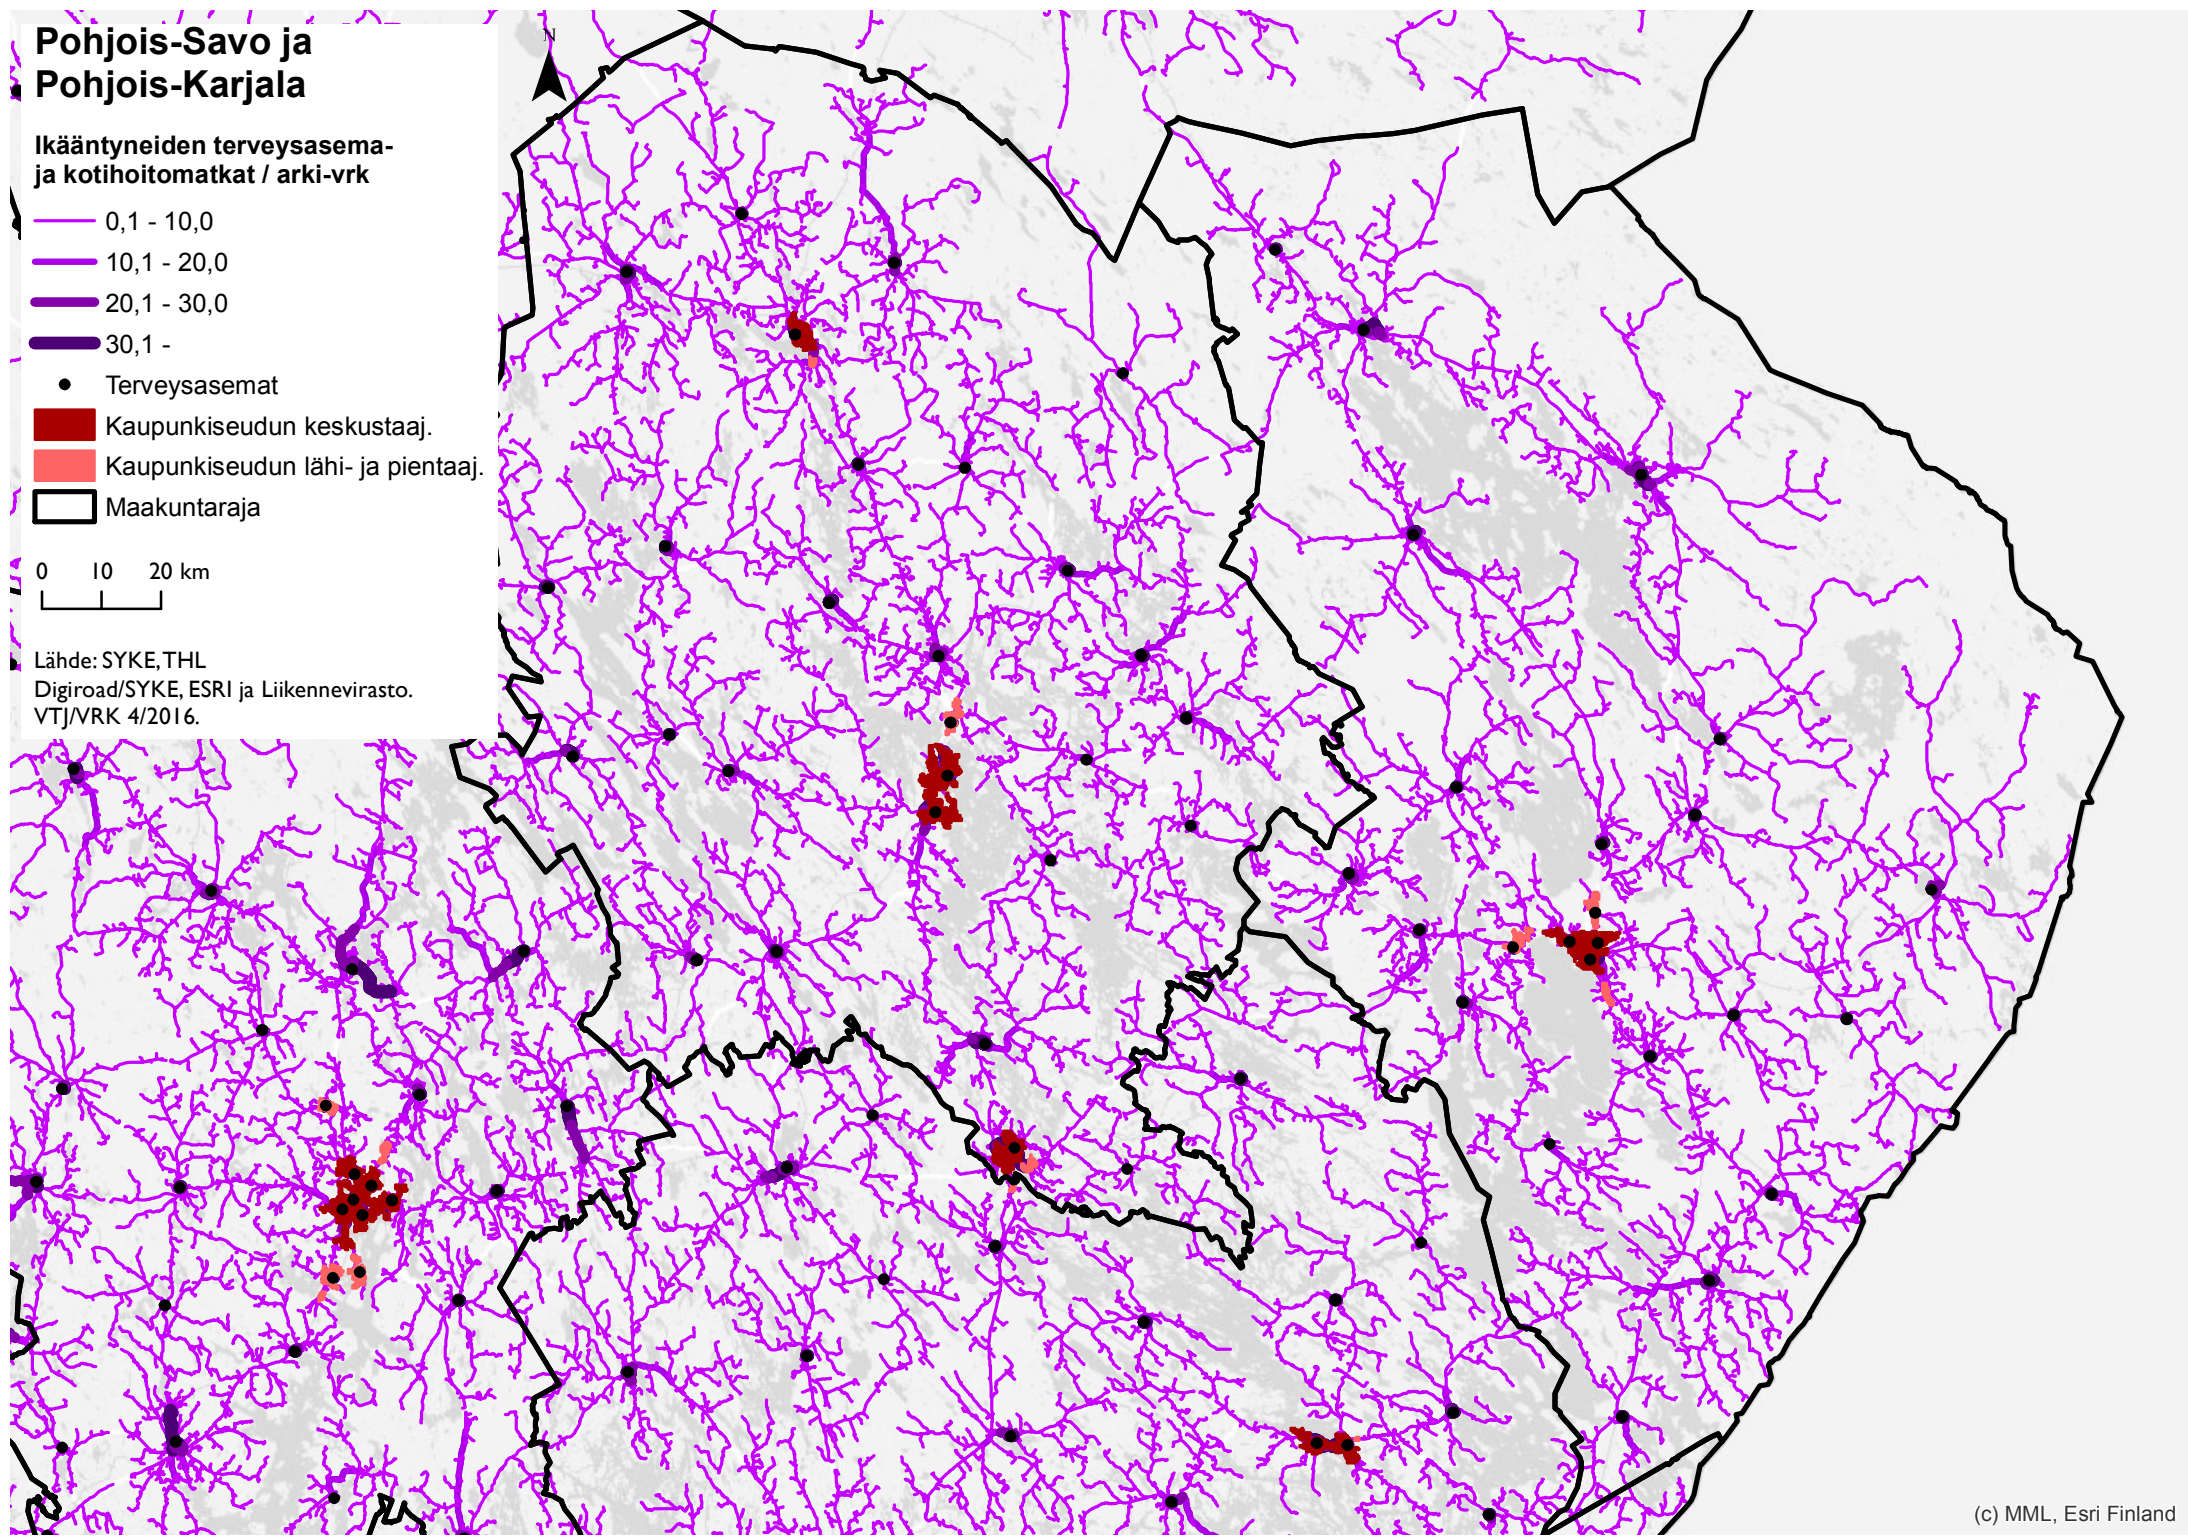 Pohjois-Savo ja
Pohjois-Karjala
N
Ikääntyneiden terveysasema-
ja kotihoitomatkat / arki-vrk
0,1 - 10,0
10,1 - 20,0
20,1 - 30,0
30,1 -
Terveysasemat
Kaupunkiseudun keskustaaj.
Kaupunkiseudun lähi- ja pientaaj.
Maakuntaraja
0 10 20 km
Lähde: SYKE, THL
Digiroad/SYKE, ESRI ja Liikennevirasto.
VTJ/VRK 4/2016.
(c) MML, Esri Finland